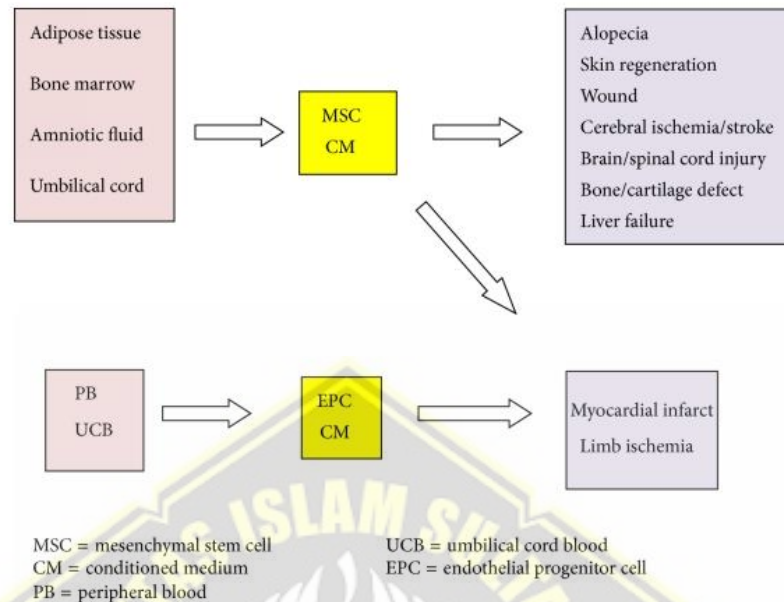 Adipose tissue
Bone marrow
Amniotic fluid
Umbilical cord
MSC
CM
Alopecia
Skin regeneration
Wound
Cerebral ischemia/stroke
Brain/spinal cord injury
Bone/cartilage defect
Liver failure
PB
UCB
EPC
CM
Myocardial infarct
Limb ischemia
MSC = mesenchymal stem cell
CM = conditioned medium
PB = peripheral blood
UCB = umbilical cord blood
EPC = endothelial progenitor cell
ISLAM